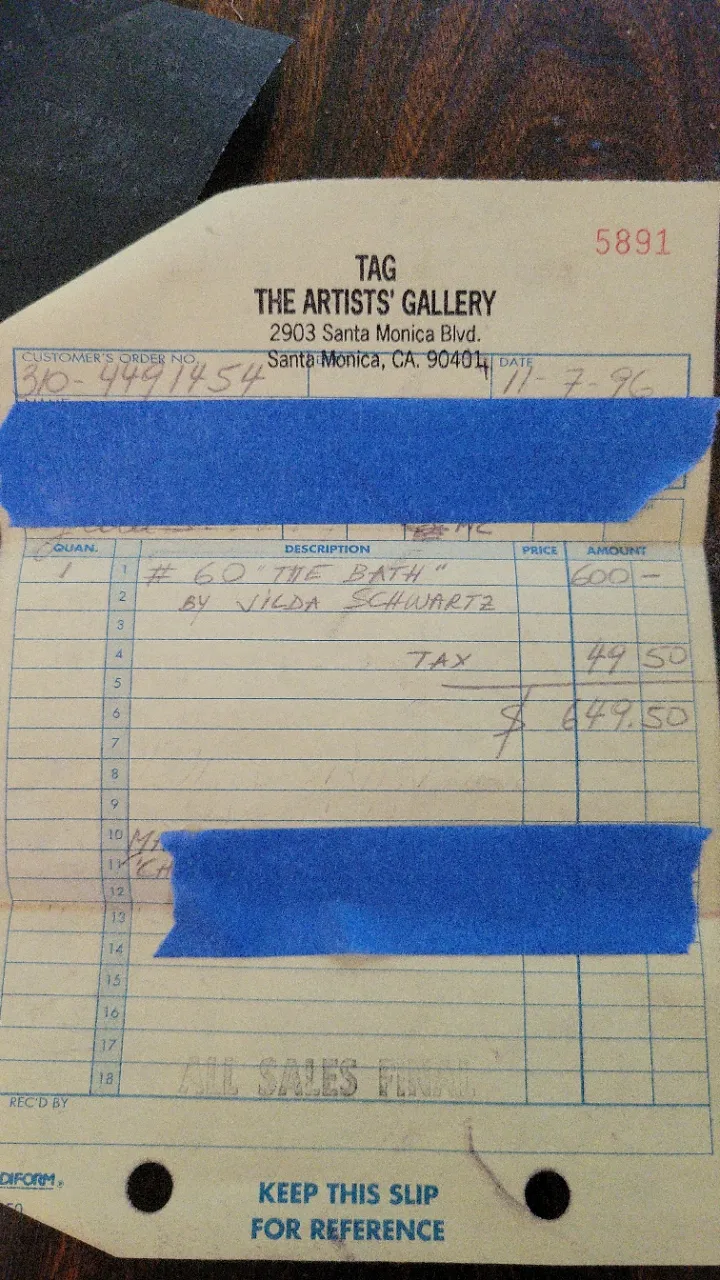 5891
TAG
THE ARTISTS' GALLERY
2903 Santa Monica Blvd.
Santa Monica, CA. 90401
CUSTOMER'S ORDER NO. DATE
310-4491454 11-7-96
MC
QUAN. DESCRIPTION PRICE AMOUNT
1 1 # 60 "THE BATH" 600 —
2 BY VILDA SCHWARTZ
3
4 TAX 49 50
5
6 $ 649.50
7
8
9
10
11 CH
12
13
14
15
16
17
18 ALL SALES FINAL
REC'D BY
DIFORM
KEEP THIS SLIP
FOR REFERENCE